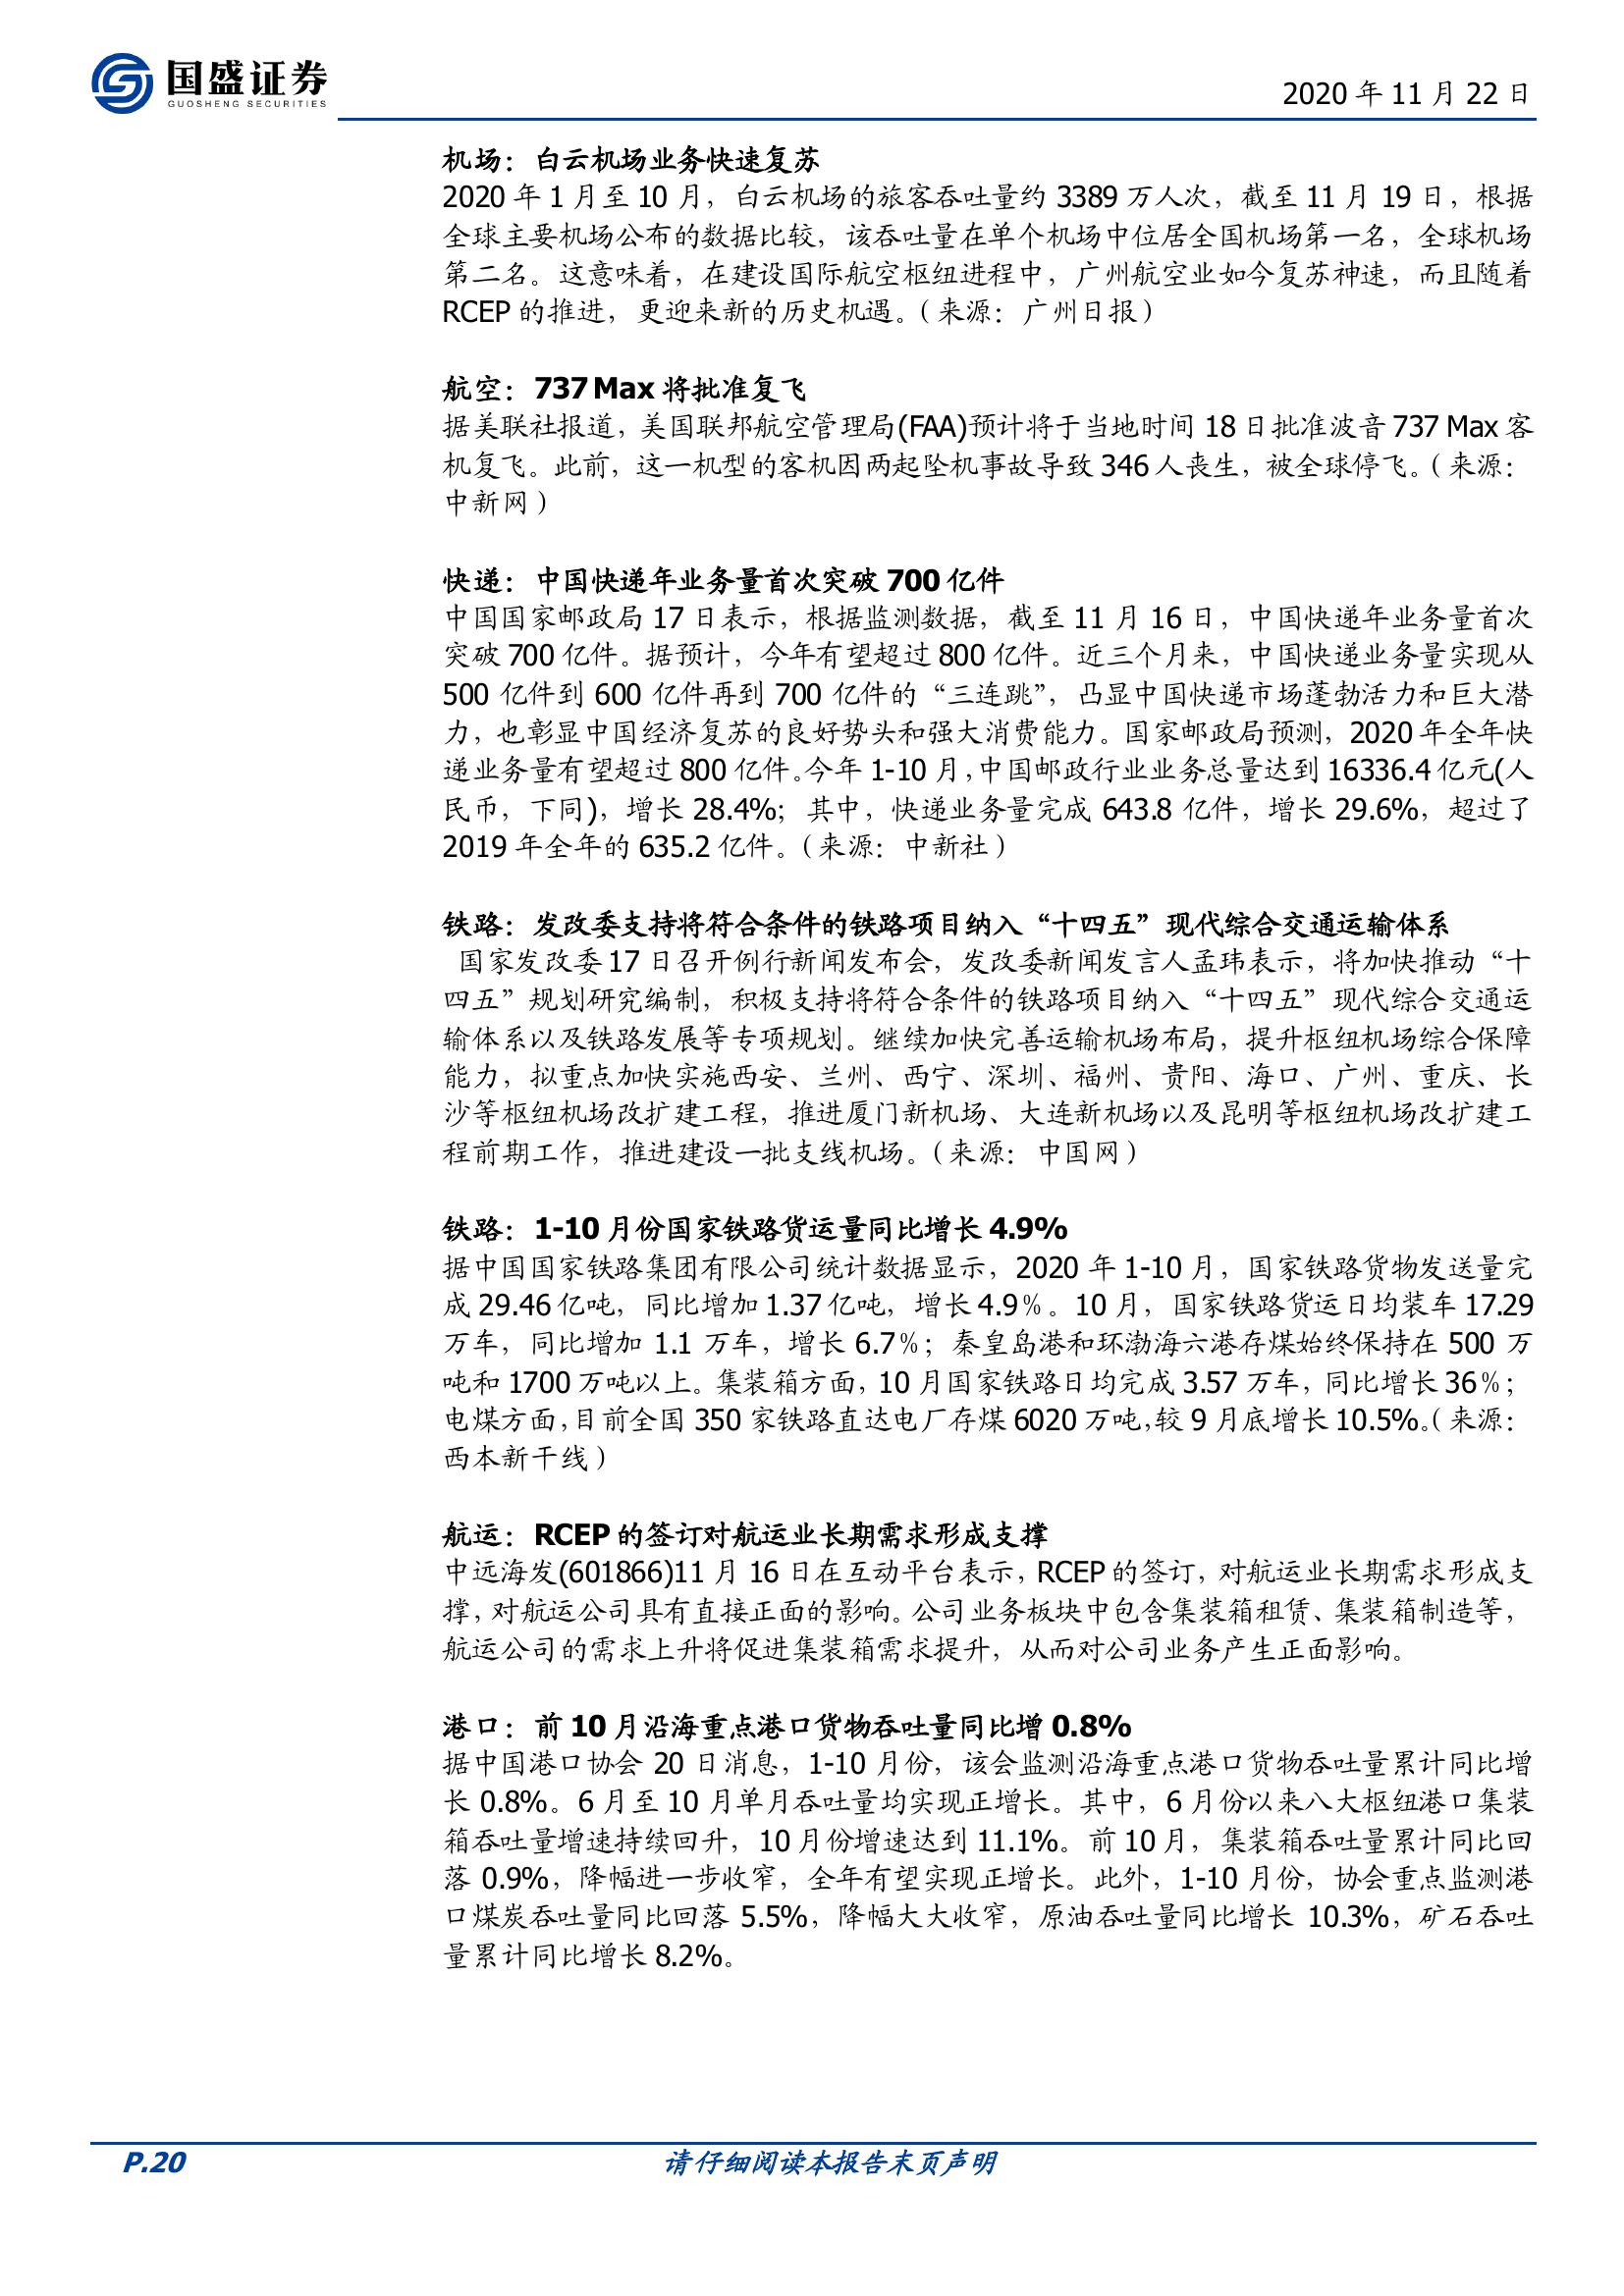 国盛证券
GUOSHENG SECURITIES
2020 年 11 月 22 日
机场：白云机场业务快速复苏
2020 年 1 月至 10 月，白云机场的旅客吞吐量约 3389 万人次，截至 11 月 19 日，根据
全球主要机场公布的数据比较，该吞吐量在单个机场中位居全国机场第一名，全球机场
第二名。这意味着，在建设国际航空枢纽进程中，广州航空业如今复苏神速，而且随着
RCEP 的推进，更迎来新的历史机遇。（来源：广州日报）
航空：737 Max 将批准复飞
据美联社报道，美国联邦航空管理局(FAA)预计将于当地时间 18 日批准波音 737 Max 客
机复飞。此前，这一机型的客机因两起坠机事故导致 346 人丧生，被全球停飞。（来源：
中新网）
快递：中国快递年业务量首次突破 700 亿件
中国国家邮政局 17 日表示，根据监测数据，截至 11 月 16 日，中国快递年业务量首次
突破 700 亿件。据预计，今年有望超过 800 亿件。近三个月来，中国快递业务量实现从
500 亿件到 600 亿件再到 700 亿件的“三连跳”，凸显中国快递市场蓬勃活力和巨大潜
力，也彰显中国经济复苏的良好势头和强大消费能力。国家邮政局预测，2020 年全年快
递业务量有望超过 800 亿件。今年 1-10 月，中国邮政行业业务总量达到 16336.4 亿元(人
民币，下同)，增长 28.4%；其中，快递业务量完成 643.8 亿件，增长 29.6%，超过了
2019 年全年的 635.2 亿件。（来源：中新社）
铁路：发改委支持将符合条件的铁路项目纳入“十四五”现代综合交通运输体系
国家发改委 17 日召开例行新闻发布会，发改委新闻发言人孟玮表示，将加快推动“十
四五”规划研究编制，积极支持将符合条件的铁路项目纳入“十四五”现代综合交通运
输体系以及铁路发展等专项规划。继续加快完善运输机场布局，提升枢纽机场综合保障
能力，拟重点加快实施西安、兰州、西宁、深圳、福州、贵阳、海口、广州、重庆、长
沙等枢纽机场改扩建工程，推进厦门新机场、大连新机场以及昆明等枢纽机场改扩建工
程前期工作，推进建设一批支线机场。（来源：中国网）
铁路：1-10 月份国家铁路货运量同比增长 4.9%
据中国国家铁路集团有限公司统计数据显示，2020 年 1-10 月，国家铁路货物发送量完
成 29.46 亿吨，同比增加 1.37 亿吨，增长 4.9％。10 月，国家铁路货运日均装车 17.29
万车，同比增加 1.1 万车，增长 6.7％；秦皇岛港和环渤海六港存煤始终保持在 500 万
吨和 1700 万吨以上。集装箱方面，10 月国家铁路日均完成 3.57 万车，同比增长 36％；
电煤方面，目前全国 350 家铁路直达电厂存煤 6020 万吨，较 9 月底增长 10.5%。（来源：
西本新干线）
航运：RCEP 的签订对航运业长期需求形成支撑
中远海发(601866)11 月 16 日在互动平台表示，RCEP 的签订，对航运业长期需求形成支
撑，对航运公司具有直接正面的影响。公司业务板块中包含集装箱租赁、集装箱制造等，
航运公司的需求上升将促进集装箱需求提升，从而对公司业务产生正面影响。
港口：前 10 月沿海重点港口货物吞吐量同比增 0.8%
据中国港口协会 20 日消息，1-10 月份，该会监测沿海重点港口货物吞吐量累计同比增
长 0.8%。6 月至 10 月单月吞吐量均实现正增长。其中，6 月份以来八大枢纽港口集装
箱吞吐量增速持续回升，10 月份增速达到 11.1%。前 10 月，集装箱吞吐量累计同比回
落 0.9%，降幅进一步收窄，全年有望实现正增长。此外，1-10 月份，协会重点监测港
口煤炭吞吐量同比回落 5.5%，降幅大大收窄，原油吞吐量同比增长 10.3%，矿石吞吐
量累计同比增长 8.2%。
P.20
请仔细阅读本报告末页声明